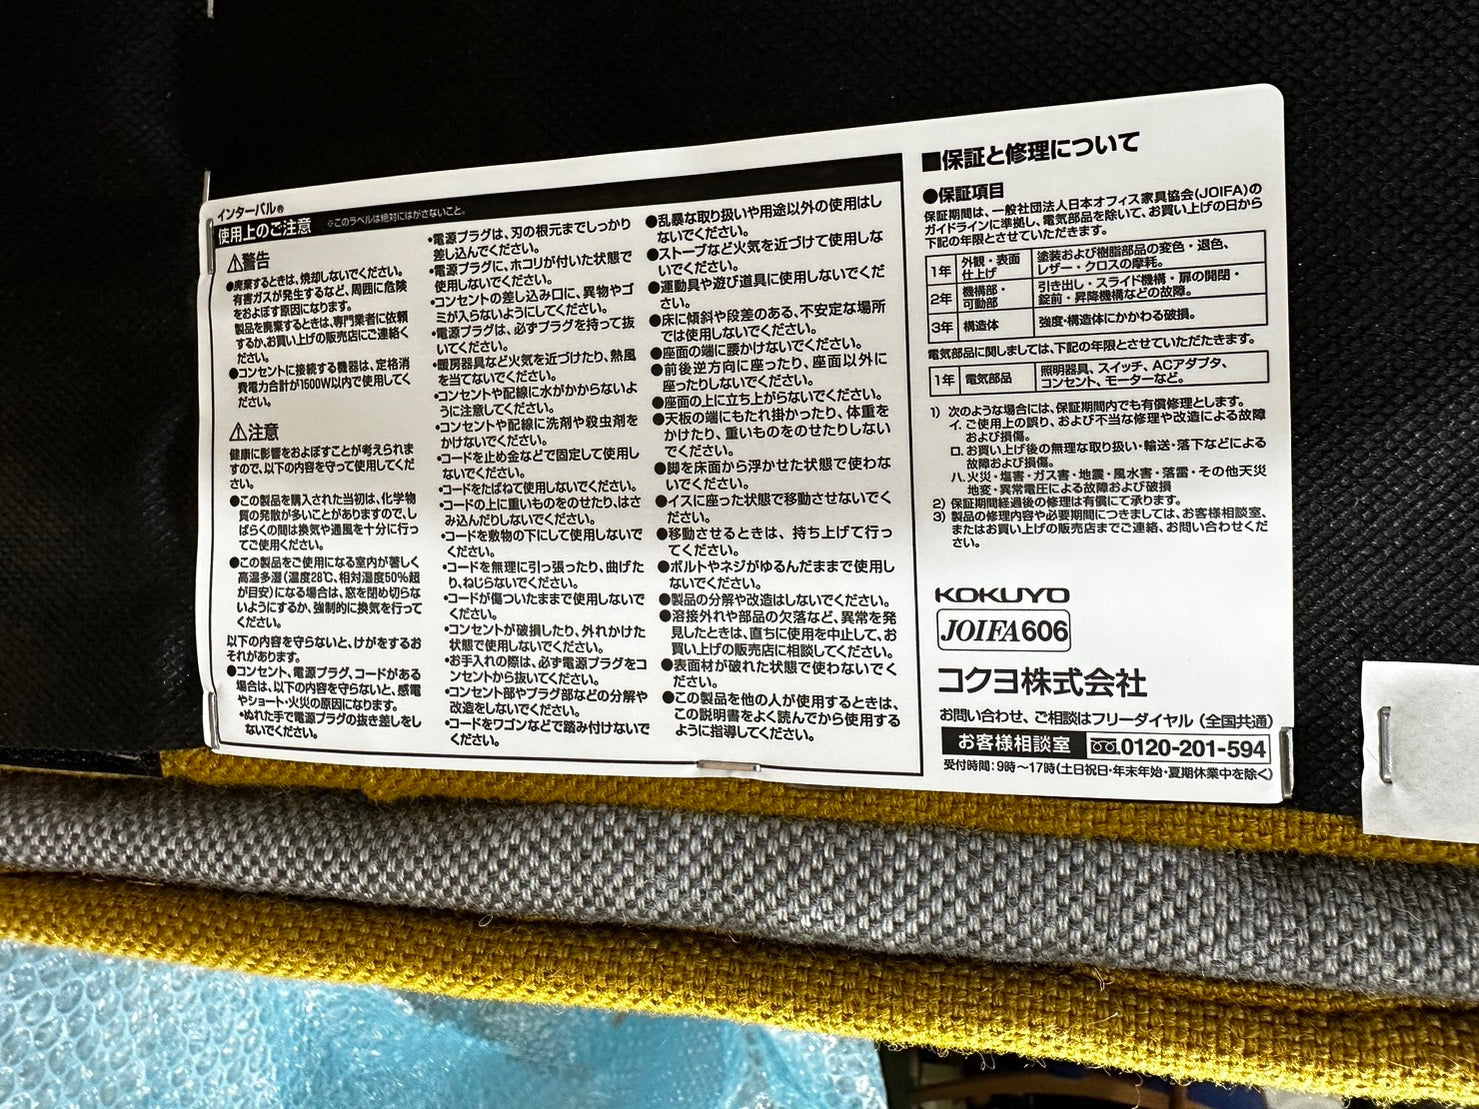 インターバル®
使用上のご注意 ※このラベルは絶対にはがさないこと。
⚠警告
●廃棄するときは、焼却しないでください。
有害ガスが発生するなど、周囲に危険
をおよぼす原因になります。
製品を廃棄するときは、専門業者に依頼
するか、お買い上げの販売店にご連絡く
ださい。
●コンセントに接続する機器は、定格消
費電力合計が1500W以内で使用してく
ださい。
⚠注意
健康に影響をおよぼすことが考えられま
すので、以下の内容を守って使用してくだ
さい。
●この製品を購入された当初は、化学物
質の発散が多いことがありますので、し
ばらくの間は換気や通風を十分に行っ
てご使用ください。
●この製品をご使用になる室内が著しく
高温多湿(温度28℃、相対湿度50%超
が目安)になる場合は、窓を閉め切らな
いようにするか、強制的に換気を行って
ください。
以下の内容を守らないと、けがをするお
それがあります。
●コンセント、電源プラグ、コードがある
場合は、以下の内容を守らないと、感電
やショート・火災の原因になります。
・ぬれた手で電源プラグの抜き差しをし
ないでください。
・電源プラグは、刃の根元までしっかり
差し込んでください。
・電源プラグに、ホコリが付いた状態で
使用しないでください。
・コンセントの差し込み口に、異物やゴ
ミが入らないようにしてください。
・電源プラグは、必ずプラグを持って抜
いてください。
・暖房器具など火気を近づけたり、熱風
を当てないでください。
・コンセントや配線に水がかからないよ
うに注意してください。
・コンセントや配線に洗剤や殺虫剤を
かけないでください。
・コードを止め金などで固定して使用し
ないでください。
・コードをたばねて使用しないでください。
・コードの上に重いものをのせたり、はさ
み込んだりしないでください。
・コードを敷物の下にして使用しないで
ください。
・コードを無理に引っ張ったり、曲げた
り、ねじらないでください。
・コードが傷ついたままで使用しないで
ください。
・コンセントが破損したり、外れかけた
状態で使用しないでください。
・お手入れの際は、必ず電源プラグをコ
ンセントから抜いてください。
・コンセント部やプラグ部などの分解や
改造をしないでください。
・コードをワゴンなどで踏み付けないで
ください。
●乱暴な取り扱いや用途以外の使用はし
ないでください。
●ストーブなど火気を近づけて使用しな
いでください。
●運動具や遊び道具に使用しないでくだ
さい。
●床に傾斜や段差のある、不安定な場所
では使用しないでください。
●座面の端に腰かけないでください。
●前後逆方向に座ったり、座面以外に
座ったりしないでください。
●座面の上に立ち上がらないでください。
●天板の端にもたれ掛かったり、体重を
かけたり、重いものをのせたりしない
でください。
●脚を床面から浮かせた状態で使わな
いでください。
●イスに座った状態で移動させないでく
ださい。
●移動させるときは、持ち上げて行っ
てください。
●ボルトやネジがゆるんだままで使用し
ないでください。
●製品の分解や改造はしないでください。
●溶接外れや部品の欠落など、異常を発
見したときは、直ちに使用を中止して、お
買い上げの販売店に相談してください。
●表面材が破れた状態で使わないでく
ださい。
●この製品を他の人が使用するときは、
この説明書をよく読んでから使用する
ように指導してください。
■保証と修理について
●保証項目
保証期間は、一般社団法人日本オフィス家具協会(JOIFA)の
ガイドラインに準拠し、電気部品を除いて、お買い上げの日から
下記の年限とさせていただきます。
1年 外観・表面仕上げ 塗装および樹脂部品の変色・退色、
レザー・クロスの摩耗。
2年 機構部・可動部 引き出し・スライド機構・扉の開閉・
錠前・昇降機構などの故障。
3年 構造体 強度・構造体にかかわる破損。
電気部品に関しましては、下記の年限とさせていただだきます。
1年 電気部品 照明器具、スイッチ、ACアダプタ、
コンセント、モーターなど。
1) 次のような場合には、保証期間内でも有償修理とします。
イ. ご使用上の誤り、および不当な修理や改造による故障
および損傷。
ロ. お買い上げ後の無理な取り扱い・輸送・落下などによる
故障および損傷。
ハ. 火災・塩害・ガス害・地震・風水害・落雷・その他天災
地変・異常電圧による故障および破損
2) 保証期間経過後の修理は有償にて承ります。
3) 製品の修理内容や必要期間につきましては、お客様相談室、
またはお買い上げの販売店までご連絡、お問い合わせくだ
さい。
KOKUYO
JOIFA606
コクヨ株式会社
お問い合わせ、ご相談はフリーダイヤル(全国共通)
お客様相談室 0120-201-594
受付時間:9時〜17時(土日祝日・年末年始・夏期休業中を除く)